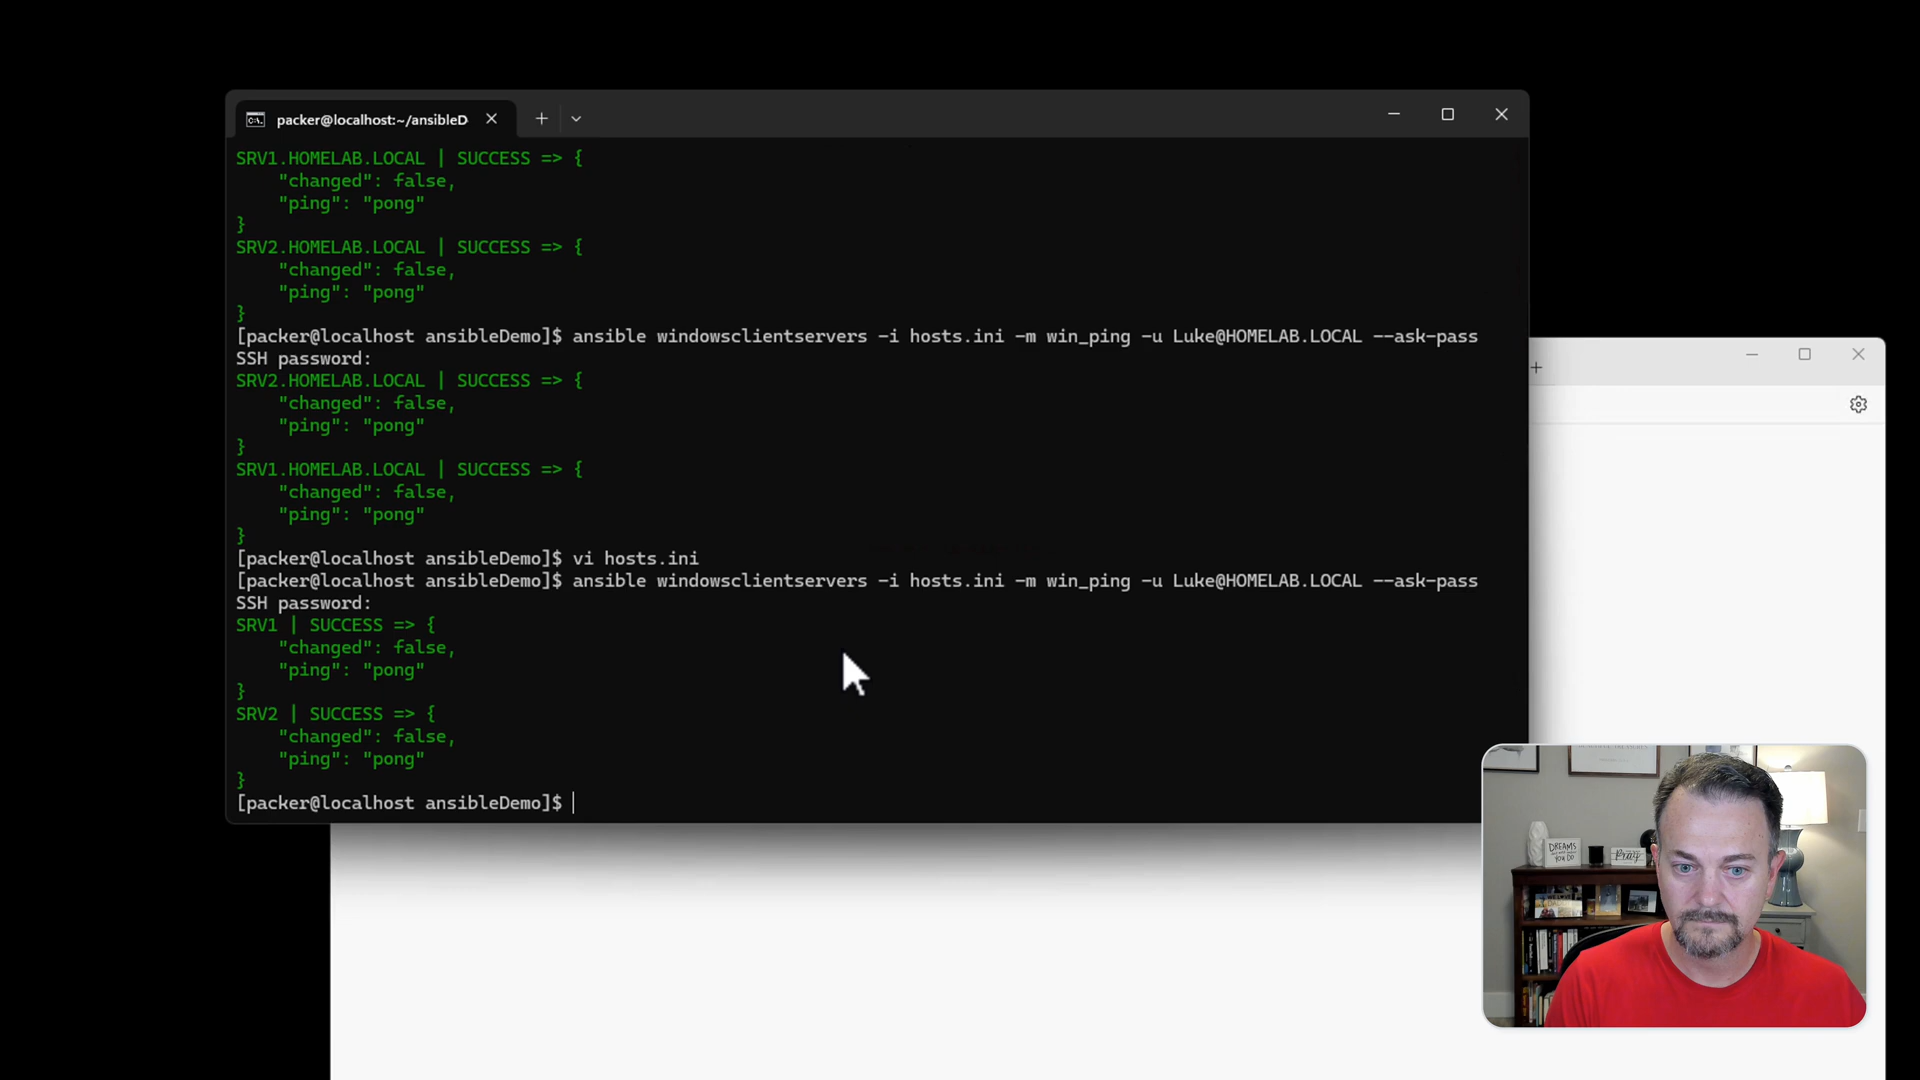 packer@localhost:~/ansibleD
SRV1.HOMELAB.LOCAL | SUCCESS => {
"changed": false,
"ping": "pong"
}
SRV2.HOMELAB.LOCAL | SUCCESS => {
"changed": false,
"ping": "pong"
}
[packer@localhost ansibleDemo]$ ansible windowsclientservers -i hosts.ini -m win_ping -u Luke@HOMELAB.LOCAL --ask-pass
SSH password:
SRV2.HOMELAB.LOCAL | SUCCESS => {
"changed": false,
"ping": "pong"
}
SRV1.HOMELAB.LOCAL | SUCCESS => {
"changed": false,
"ping": "pong"
}
[packer@localhost ansibleDemo]$ vi hosts.ini
[packer@localhost ansibleDemo]$ ansible windowsclientservers -i hosts.ini -m win_ping -u Luke@HOMELAB.LOCAL --ask-pass
SSH password:
SRV1 | SUCCESS => {
"changed": false,
"ping": "pong"
}
SRV2 | SUCCESS => {
"changed": false,
"ping": "pong"
}
[packer@localhost ansibleDemo]$
DREAMS
YOU DO
Pray